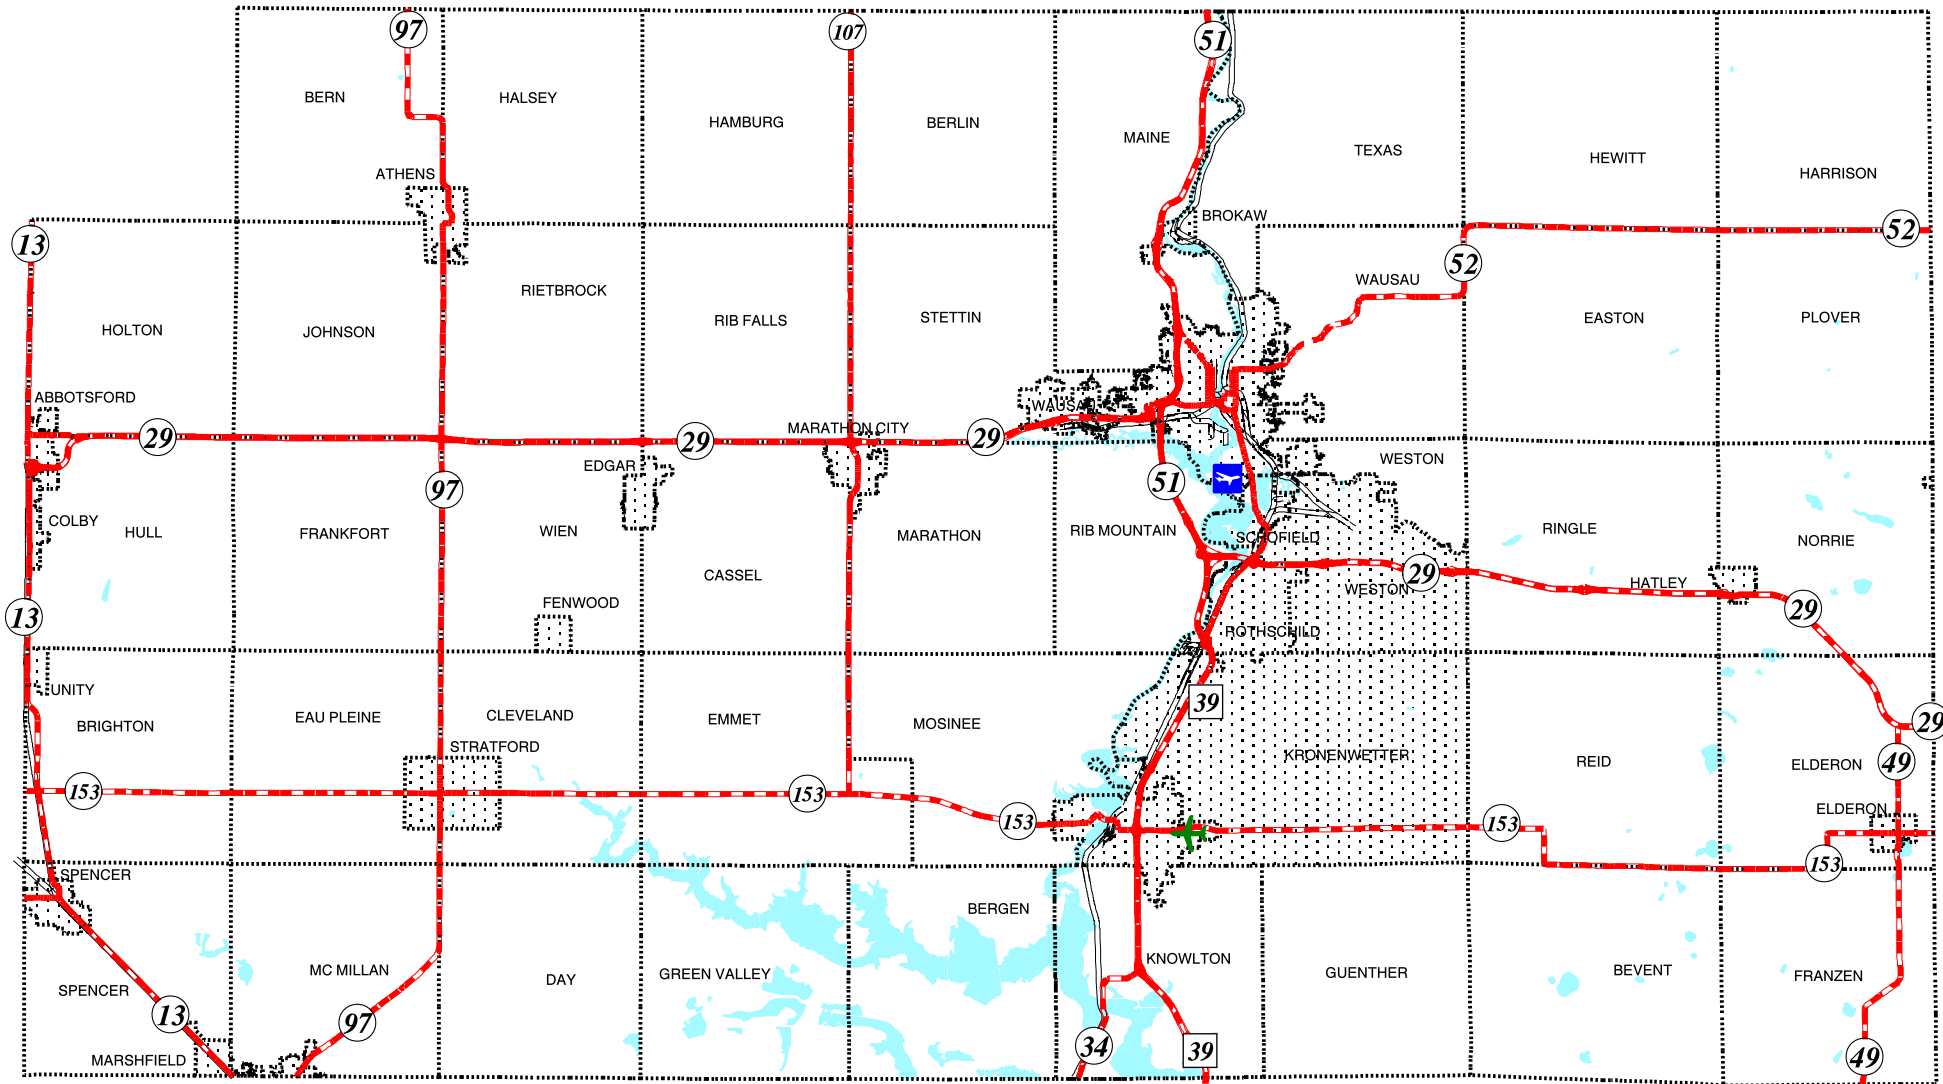 97
107
51
BERN
HALSEY
HAMBURG
BERLIN
MAINE
TEXAS
HEWITT
HARRISON
ATHENS
BROKAW
13
52
52
WAUSAU
RIETBROCK
HOLTON
JOHNSON
RIB FALLS
STETTIN
EASTON
PLOVER
ABBOTSFORD
WAUSAU
29
29
MARATHON CITY
29
EDGAR
WESTON
97
51
COLBY
HULL
FRANKFORT
WIEN
MARATHON
RIB MOUNTAIN
SCHOFIELD
RINGLE
NORRIE
CASSEL
29
WESTON
HATLEY
FENWOOD
29
13
ROTHSCHILD
UNITY
39
BRIGHTON
EAU PLEINE
CLEVELAND
EMMET
MOSINEE
29
STRATFORD
KRONENWETTER
REID
ELDERON
49
153
153
153
153
ELDERON
153
SPENCER
BERGEN
KNOWLTON
SPENCER
MC MILLAN
DAY
GREEN VALLEY
GUENTHER
BEVENT
FRANZEN
13
97
34
39
49
MARSHFIELD